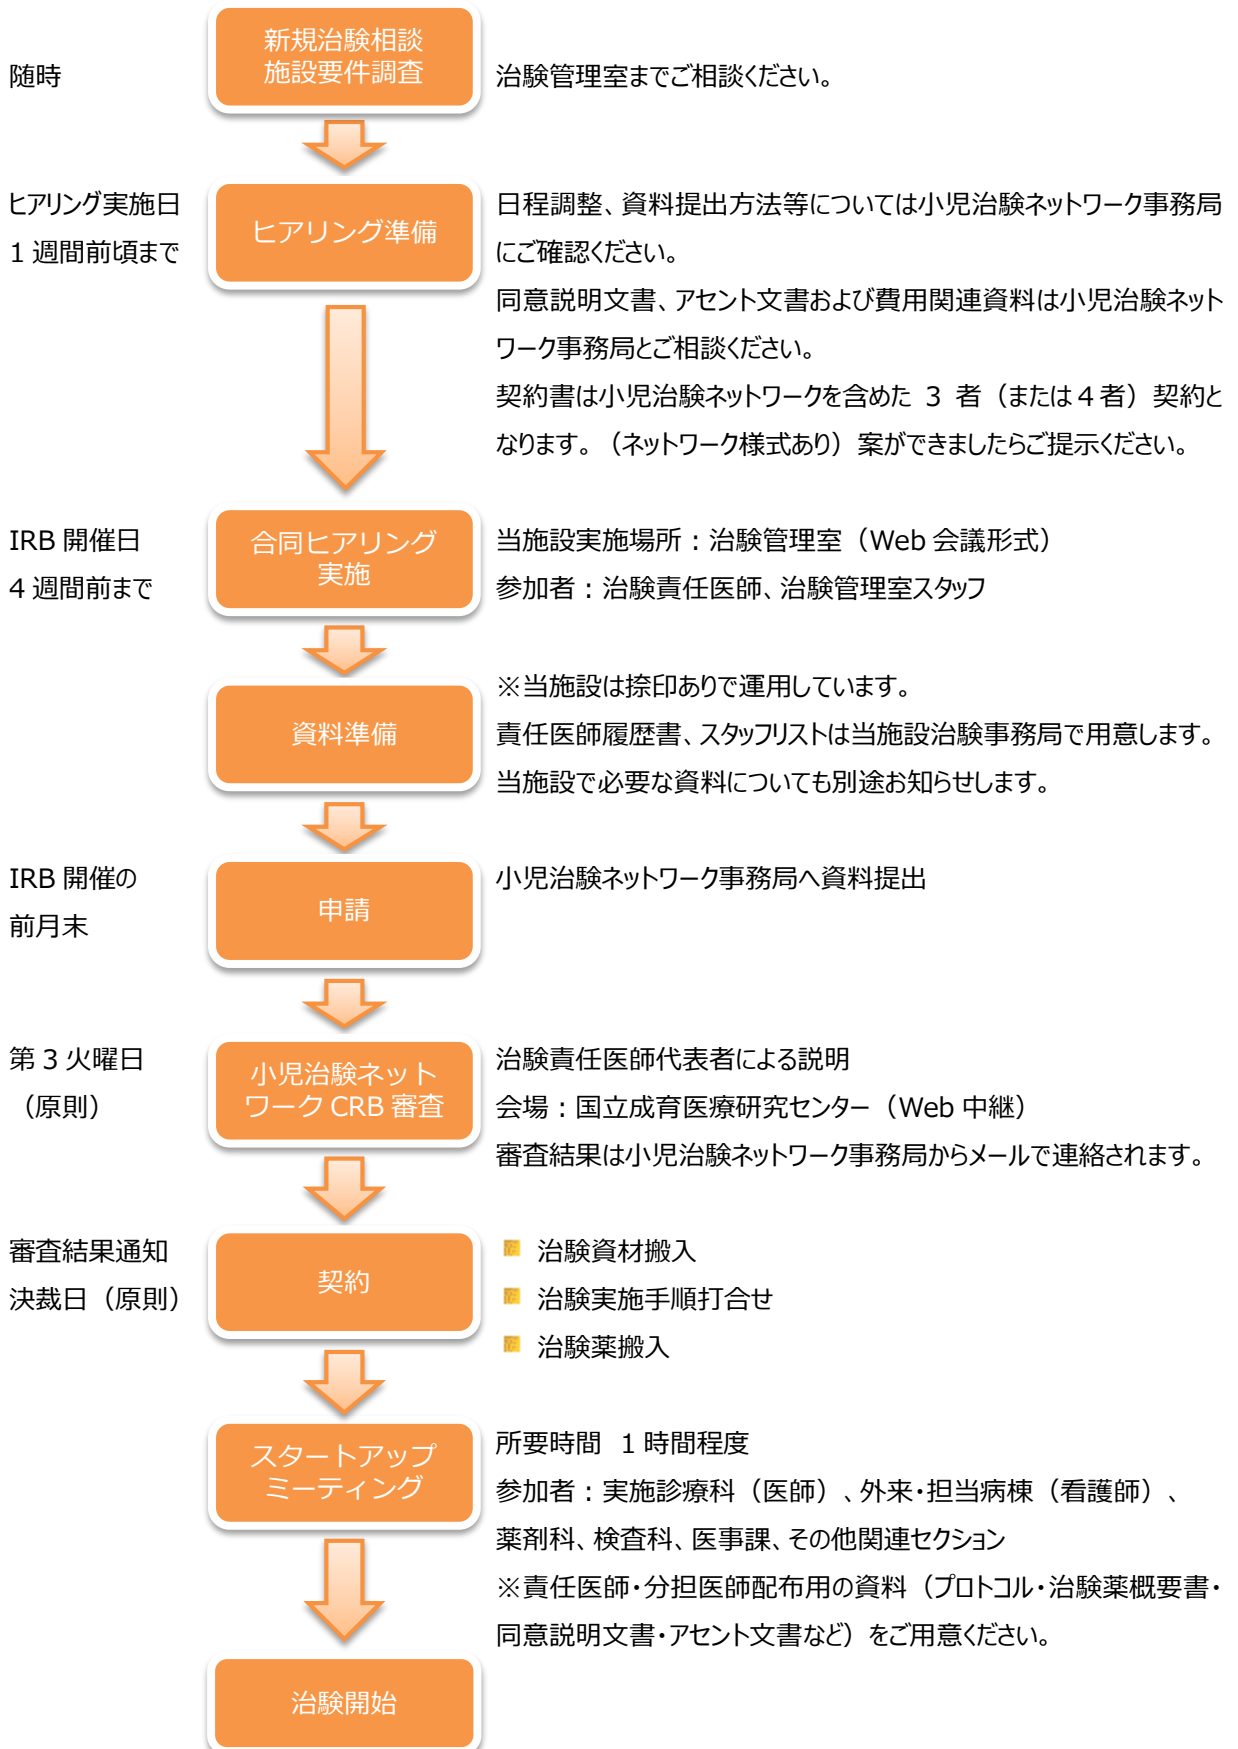 新規治験相談
施設要件調査
随時
治験管理室までご相談ください。
ヒアリング実施日
1 週間前頃まで
ヒアリング準備
日程調整、資料提出方法等については小児治験ネットワーク事務局
にご確認ください。
同意説明文書、アセント文書および費用関連資料は小児治験ネット
ワーク事務局とご相談ください。
契約書は小児治験ネットワークを含めた 3 者（または４者）契約と
なります。（ネットワーク様式あり）案ができましたらご提示ください。
IRB 開催日
4 週間前まで
合同ヒアリング
実施
当施設実施場所：治験管理室（Web 会議形式）
参加者：治験責任医師、治験管理室スタッフ
資料準備
※当施設は捺印ありで運用しています。
責任医師履歴書、スタッフリストは当施設治験事務局で用意します。
当施設で必要な資料についても別途お知らせします。
IRB 開催の
前月末
申請
小児治験ネットワーク事務局へ資料提出
第 3 火曜日
（原則）
小児治験ネット
ワーク CRB 審査
治験責任医師代表者による説明
会場：国立成育医療研究センター（Web 中継）
審査結果は小児治験ネットワーク事務局からメールで連絡されます。
審査結果通知
決裁日（原則）
契約
治験資材搬入
治験実施手順打合せ
治験薬搬入
スタートアップ
ミーティング
所要時間 1 時間程度
参加者：実施診療科（医師）、外来・担当病棟（看護師）、
薬剤科、検査科、医事課、その他関連セクション
※責任医師・分担医師配布用の資料（プロトコル・治験薬概要書・
同意説明文書・アセント文書など）をご用意ください。
治験開始